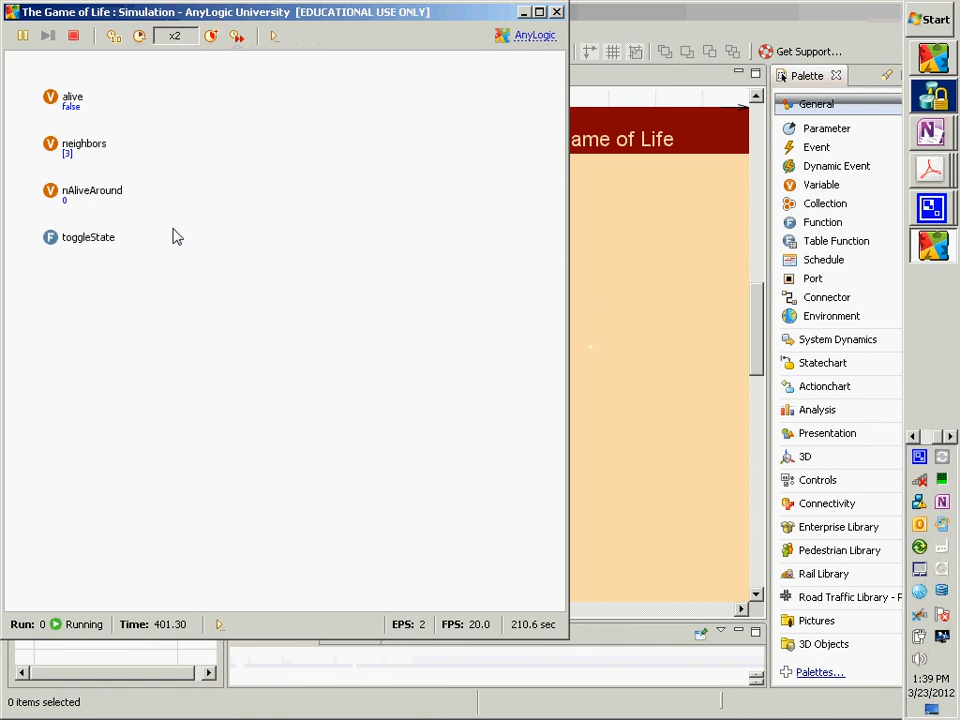 The Game of Life : Simulation - AnyLogic University [EDUCATIONAL USE ONLY]
Start
x2
AnyLogic
Get Support...
Palette
alive
false
General
ame of Life
Parameter
neighbors
[3]
Event
Dynamic Event
nAliveAround
0
Variable
Collection
Function
toggleState
Table Function
Schedule
Port
Connector
Environment
System Dynamics
Statechart
Actionchart
Analysis
Presentation
3D
Controls
Connectivity
Enterprise Library
Pedestrian Library
Rail Library
Road Traffic Library - P
Pictures
3D Objects
Palettes...
Run: 0 Running Time: 401.30 EPS: 2 FPS: 20.0 210.6 sec
1:39 PM
3/23/2012
0 items selected